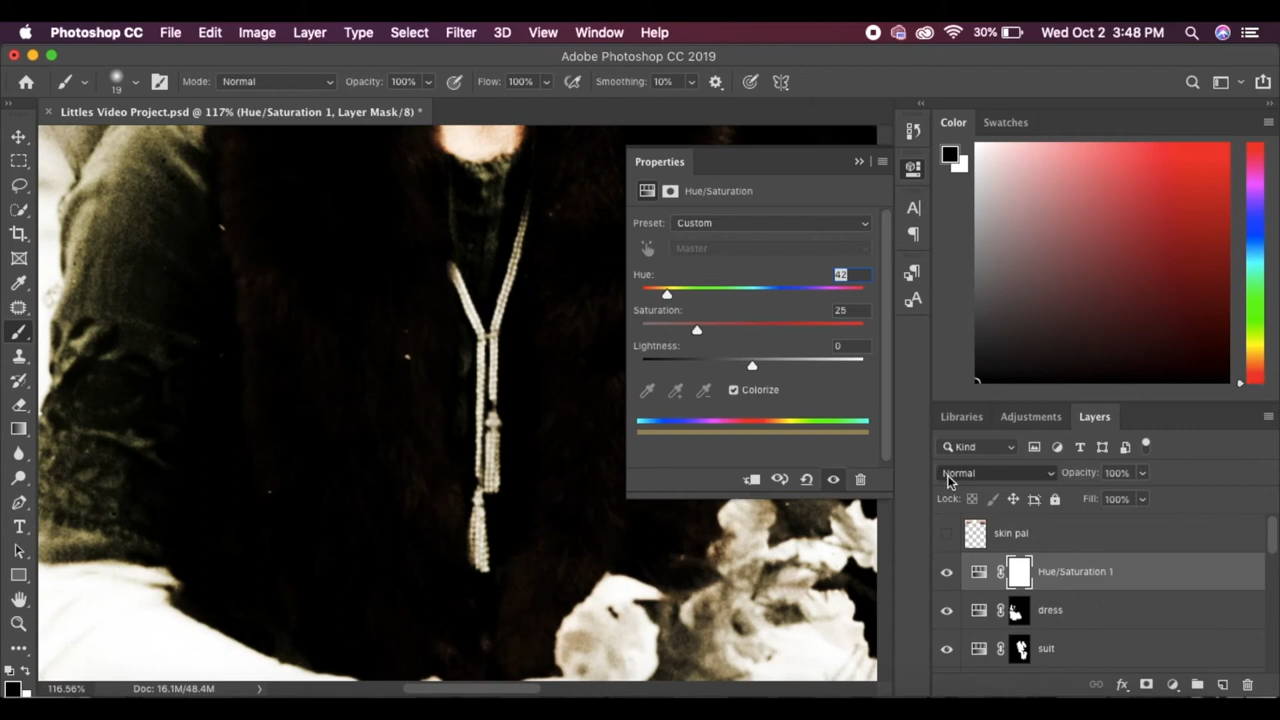 Photoshop CC File Edit Image Layer Type Select Filter 3D View Window Help 30% Wed Oct 2 3:48 PM
Adobe Photoshop CC 2019
19 Mode: Normal Opacity: 100% Flow: 100% Smoothing: 10%
Littles Video Project.psd @ 117% (Hue/Saturation 1, Layer Mask/8) *
Color Swatches
Properties
Hue/Saturation
Preset: Custom
Master
Hue: 42
Saturation: 25
Lightness: 0
Colorize
Libraries Adjustments Layers
Kind
Normal Opacity: 100%
Lock: Fill: 100%
skin pal
Hue/Saturation 1
dress
suit
116.56% Doc: 16.1M/48.4M